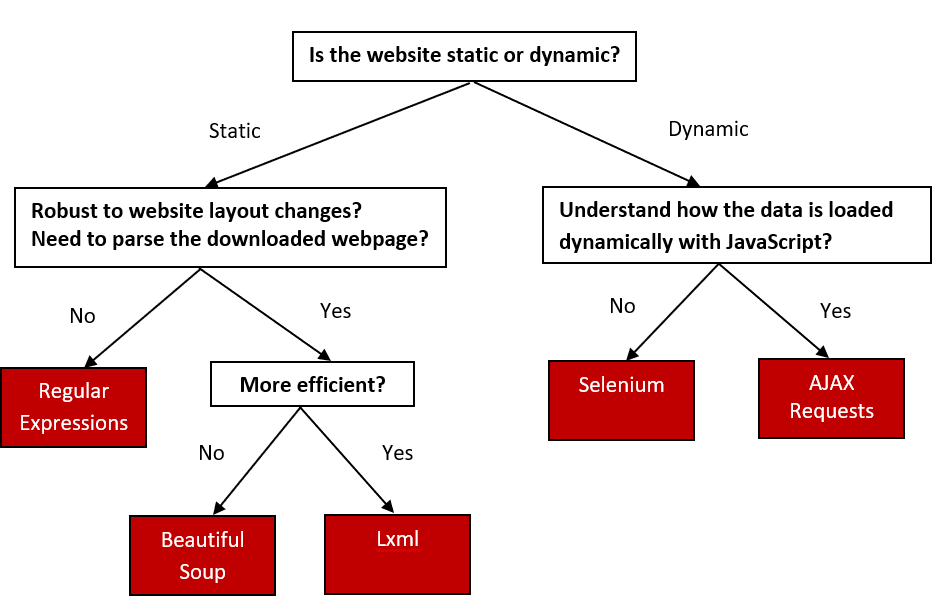 Is the website static or dynamic?
Static
Dynamic
Robust to website layout changes?
Need to parse the downloaded webpage?
Understand how the data is loaded
dynamically with JavaScript?
No
Yes
No
Yes
Regular
Expressions
More efficient?
Selenium
AJAX
Requests
No
Yes
Beautiful
Soup
Lxml